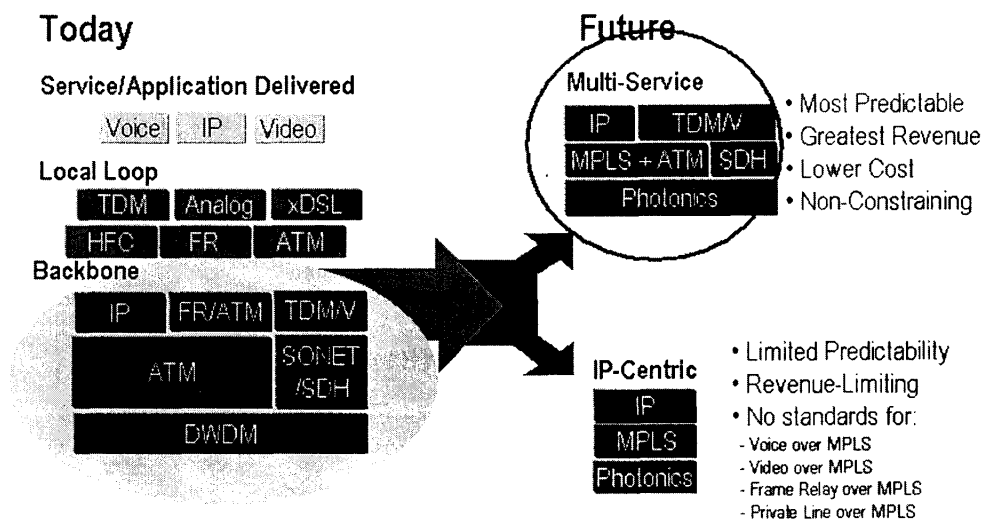 Today
Service/Application Delivered
Voice IP Video
Local Loop
TDM Analog xDSL
HFC FR ATM
Backbone
IP FR/ATM TDM/V
ATM
SONET
/SDH
DWDM
Future
Multi-Service
IP TDM/V
MPLS + ATM SDH
Photonics
• Most Predictable
• Greatest Revenue
• Lower Cost
• Non-Constraining
IP-Centric
IP
MPLS
Photonics
• Limited Predictability
• Revenue-Limiting
• No standards for:
- Voice over MPLS
- Video over MPLS
- Frame Relay over MPLS
- Private Line over MPLS